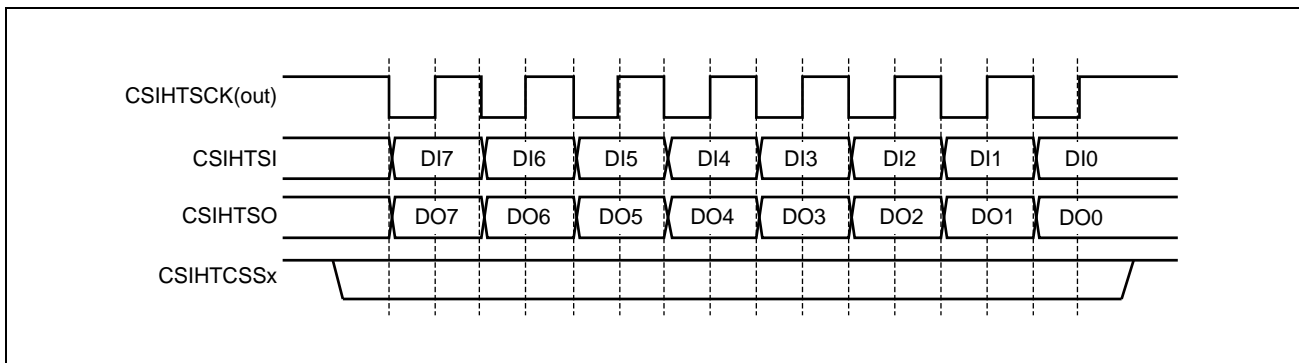 CSIHTSCK(out)
CSIHTSI DI7 DI6 DI5 DI4 DI3 DI2 DI1 DI0
CSIHTSO DO7 DO6 DO5 DO4 DO3 DO2 DO1 DO0
CSIHTCSSx